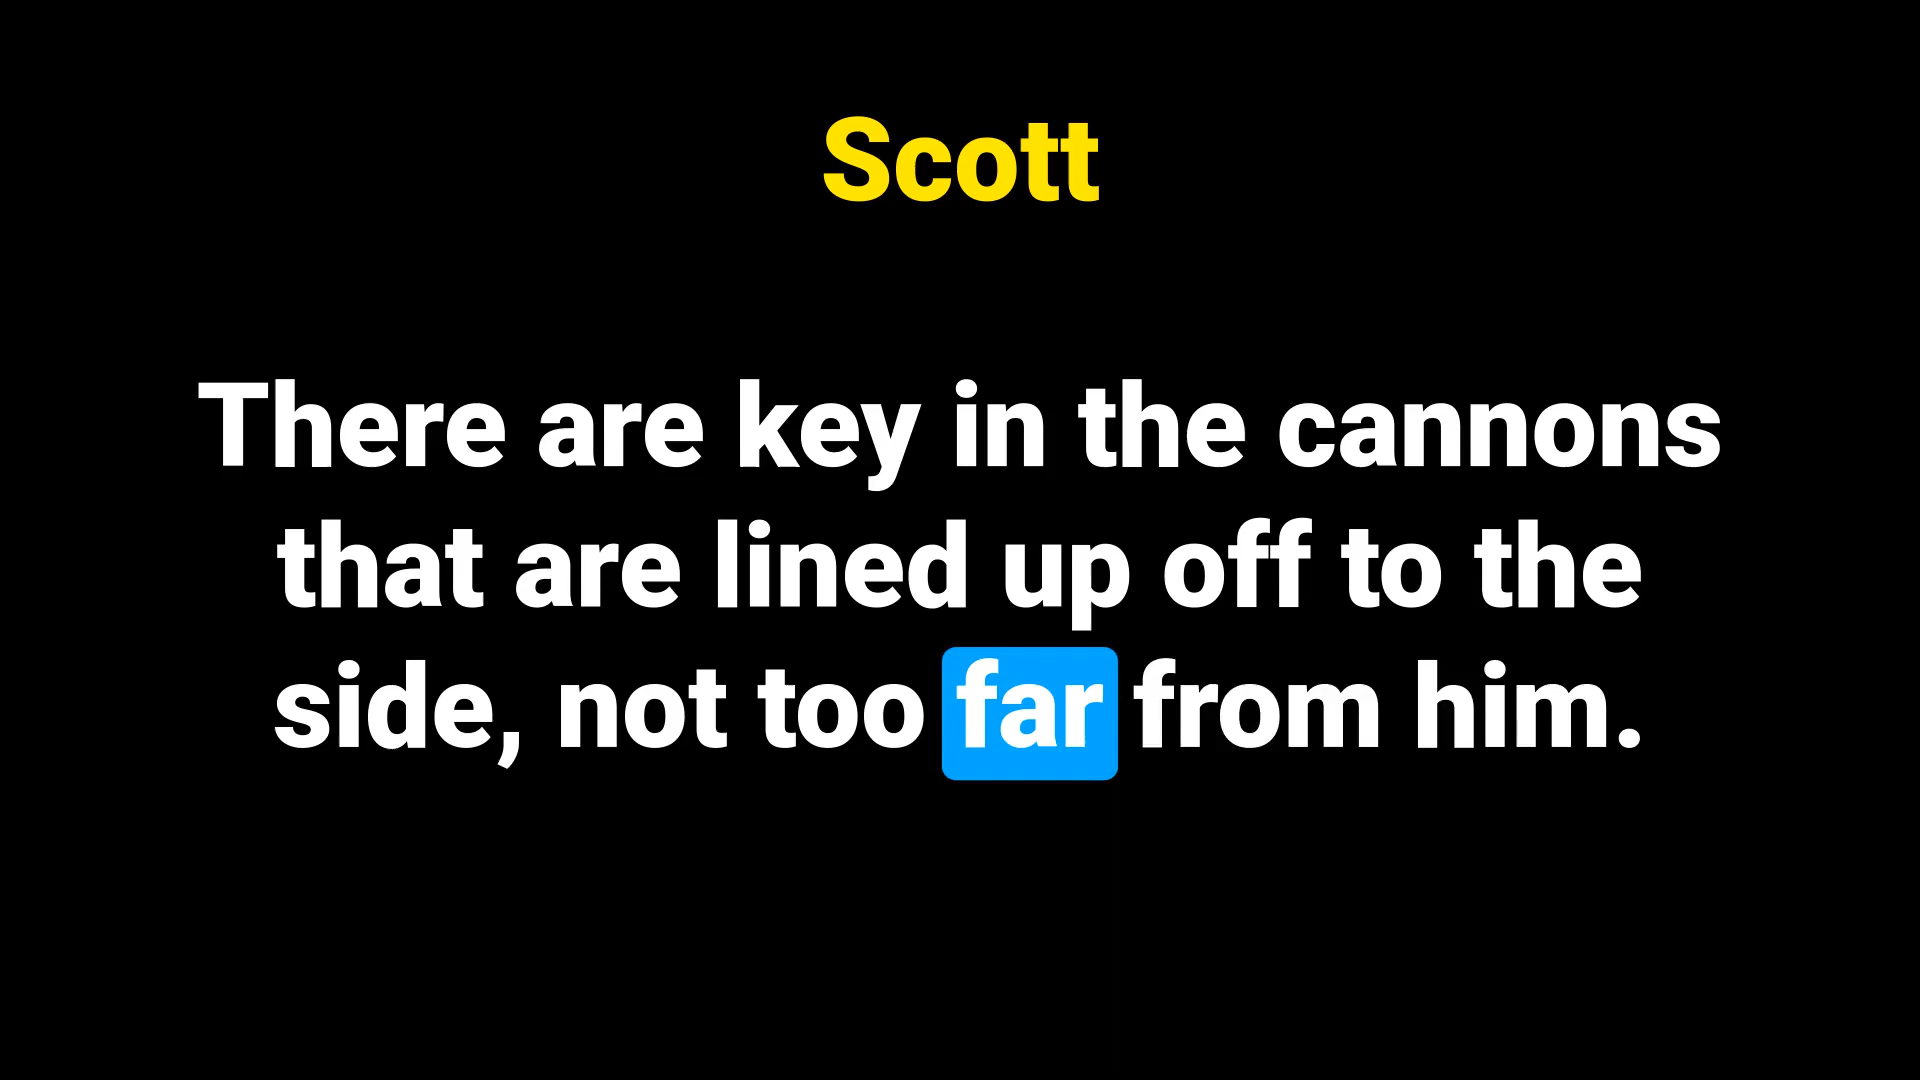 Scott
There are key in the cannons
that are lined up off to the
side, not too far from him.